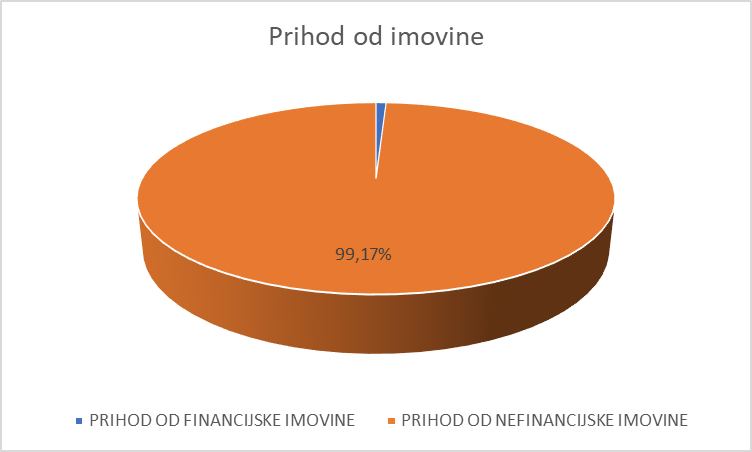 Prihod od imovine
99,17%
PRIHOD OD FINANCIJSKE IMOVINE PRIHOD OD NEFINANCIJSKE IMOVINE